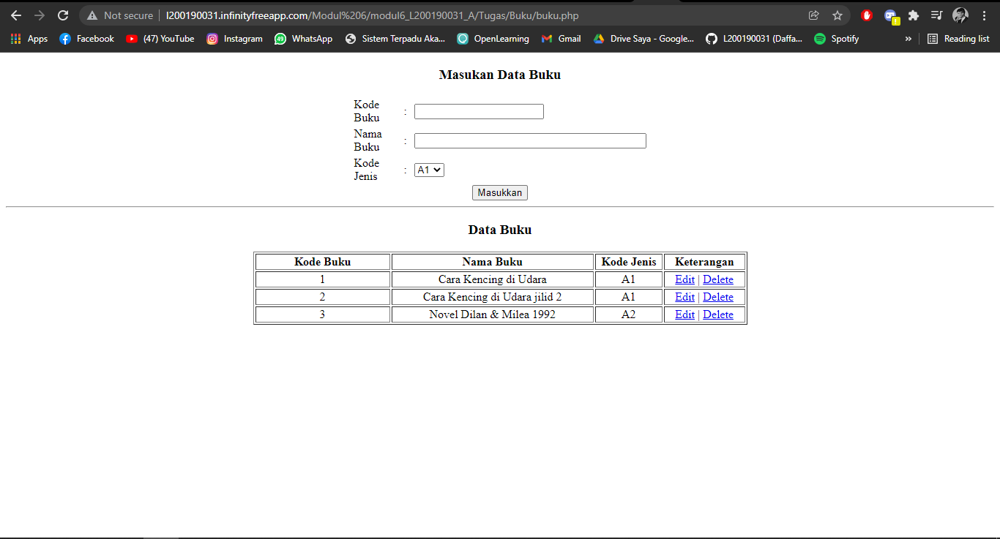 Not secure | l200190031.infinityfreeapp.com/Modul%206/modul6_L200190031_A/Tugas/Buku/buku.php
Apps Facebook (47) YouTube Instagram 49 WhatsApp Sistem Terpadu Aka... OpenLearning Gmail Drive Saya - Google... L200190031 (Daffa... Spotify » Reading list
Masukan Data Buku
Kode
Buku :
Nama
Buku :
Kode
Jenis : A1
Masukkan
Data Buku
Kode Buku Nama Buku Kode Jenis Keterangan
1 Cara Kencing di Udara A1 Edit | Delete
2 Cara Kencing di Udara jilid 2 A1 Edit | Delete
3 Novel Dilan & Milea 1992 A2 Edit | Delete